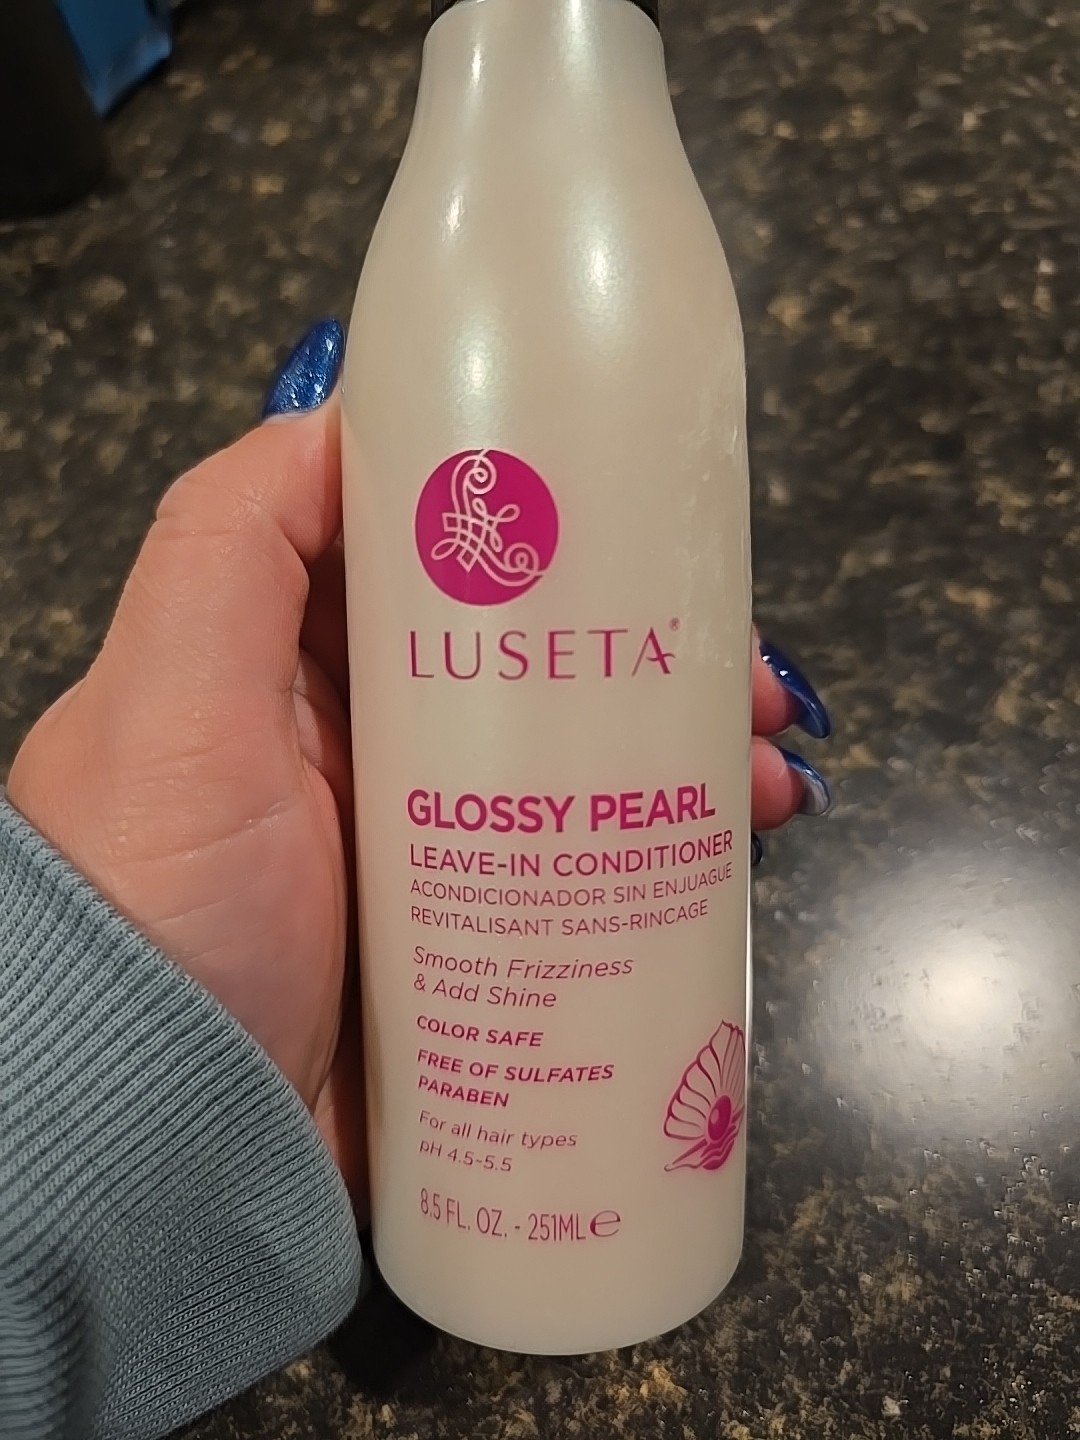 LUSETA®
GLOSSY PEARL
LEAVE-IN CONDITIONER
ACONDICIONADOR SIN ENJUAGUE
REVITALISANT SANS-RINCAGE
Smooth Frizziness
& Add Shine
COLOR SAFE
FREE OF SULFATES
PARABEN
For all hair types
pH 4.5-5.5
8.5 FL. OZ. - 251ML ℮